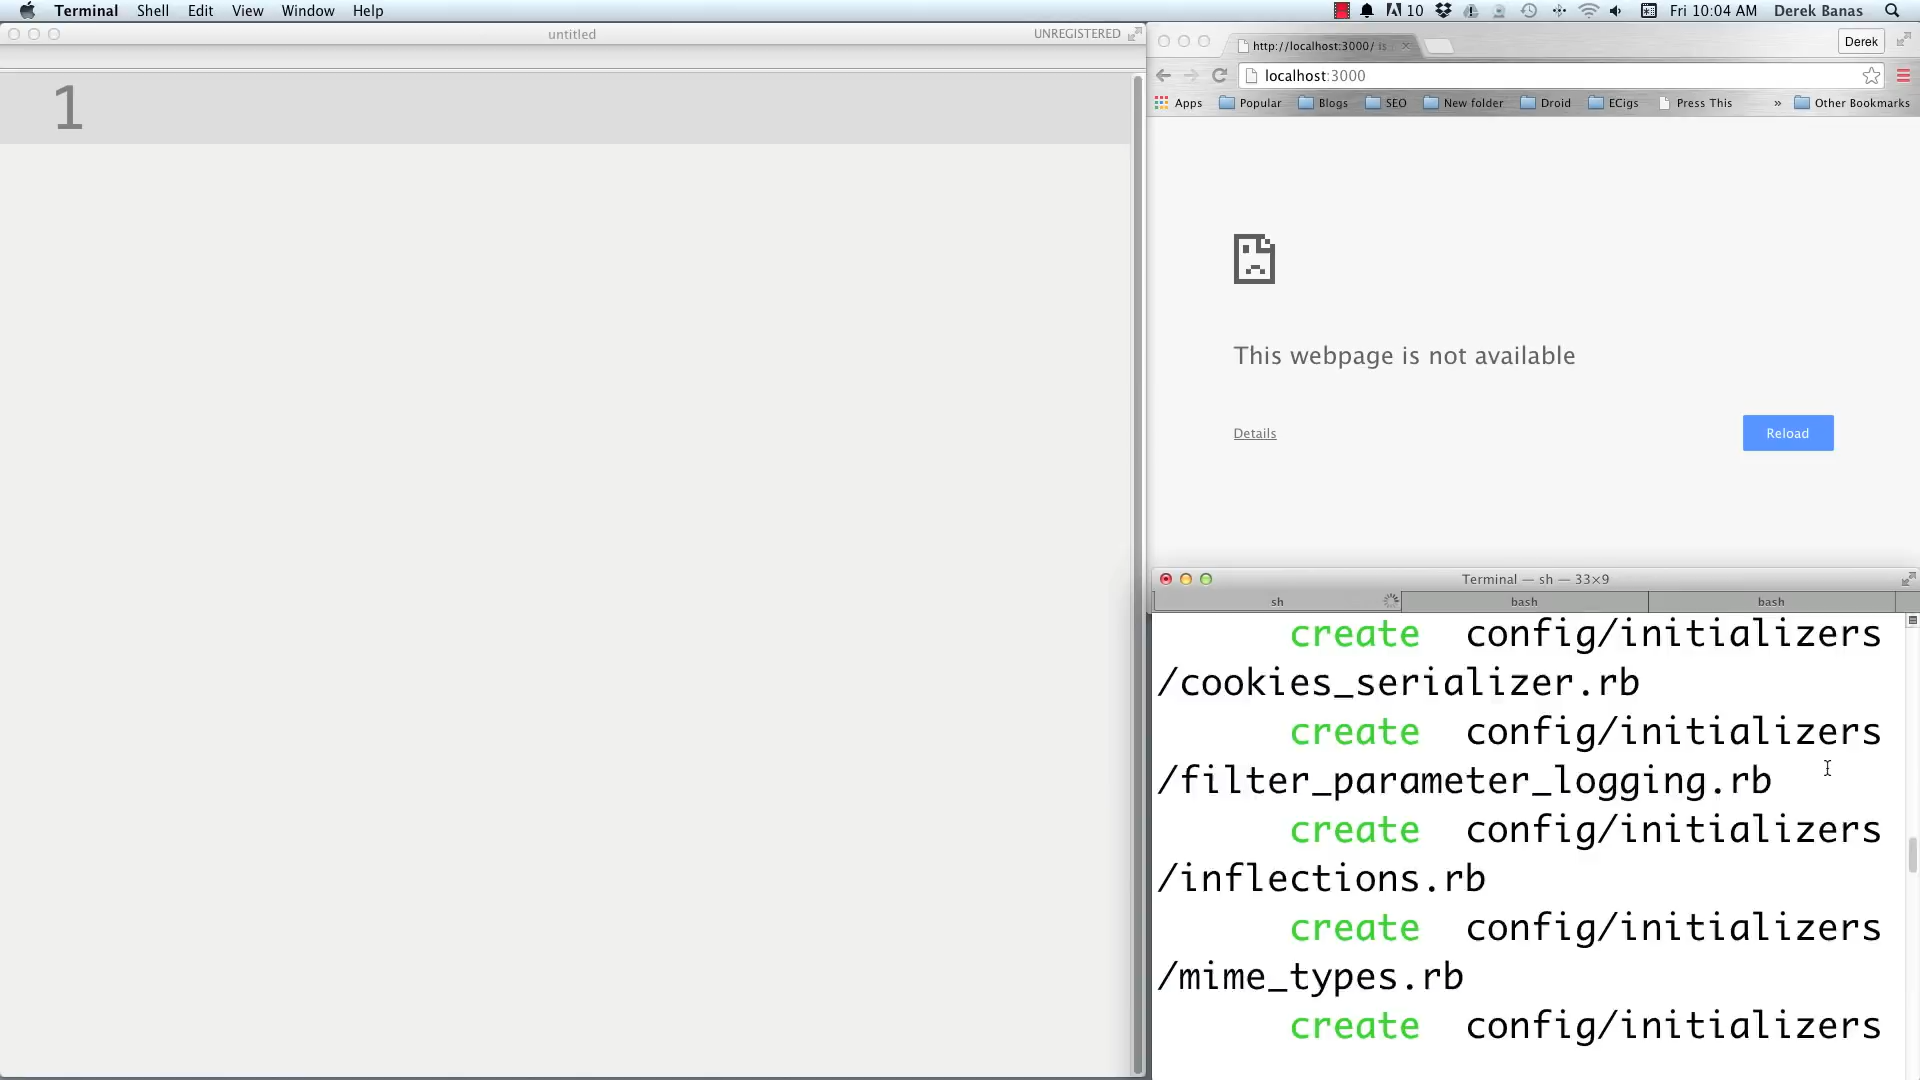 Terminal Shell Edit View Window Help 10 Fri 10:04 AM Derek Banas
untitled UNREGISTERED
1
http://localhost:3000/ is Derek
localhost:3000
Apps Popular Blogs SEO New folder Droid ECigs Press This » Other Bookmarks
This webpage is not available
Details Reload
Terminal — sh — 33×9
sh bash bash
create config/initializers
/cookies_serializer.rb
create config/initializers
/filter_parameter_logging.rb
create config/initializers
/inflections.rb
create config/initializers
/mime_types.rb
create config/initializers